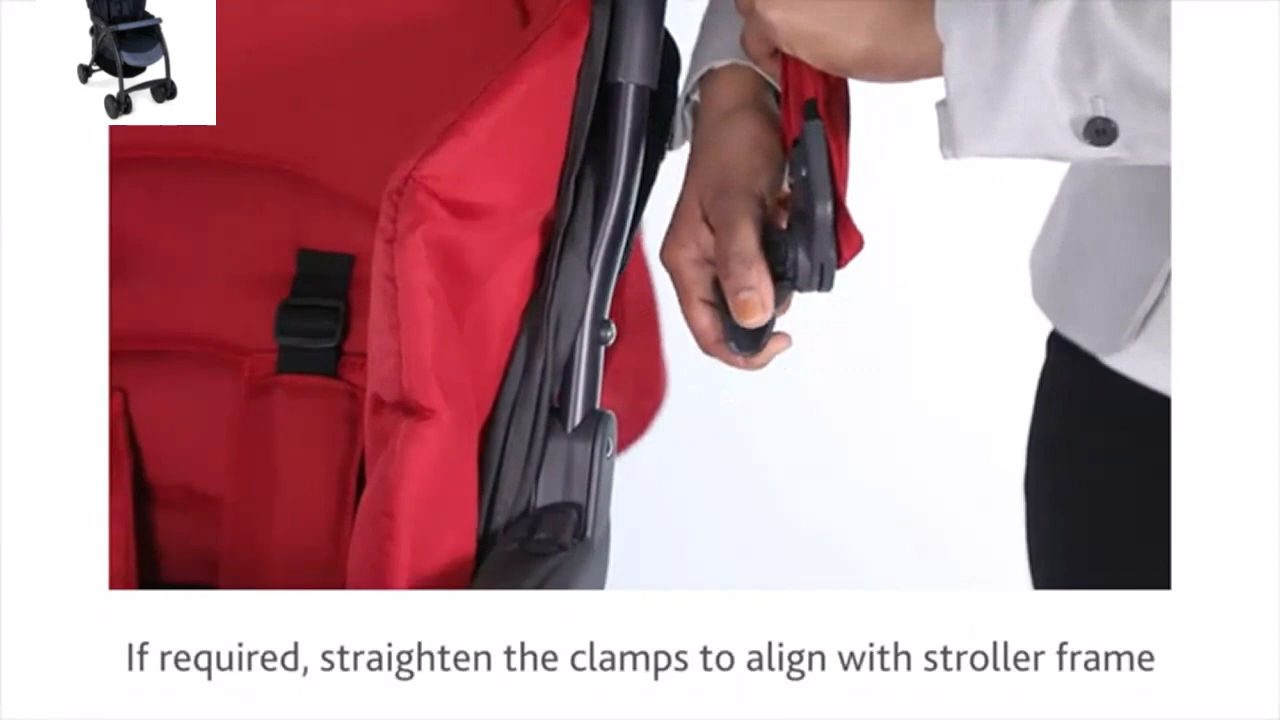 If required, straighten the clamps to align with stroller frame